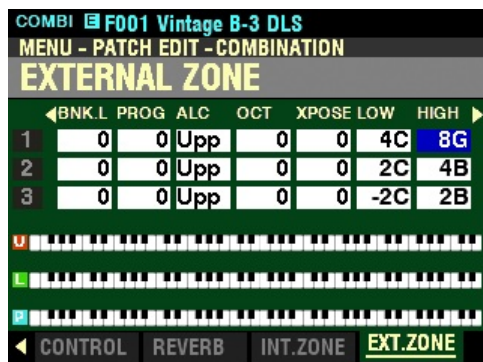 COMBI E F001 Vintage B-3 DLS
MENU - PATCH EDIT - COMBINATION
EXTERNAL ZONE
BNK.L PROG ALC OCT XPOSE LOW HIGH
1 0 0 Upp 0 0 4C 8G
2 0 0 Upp 0 0 2C 4B
3 0 0 Upp 0 0 -2C 2B
U
L
P
CONTROL REVERB INT.ZONE EXT.ZONE